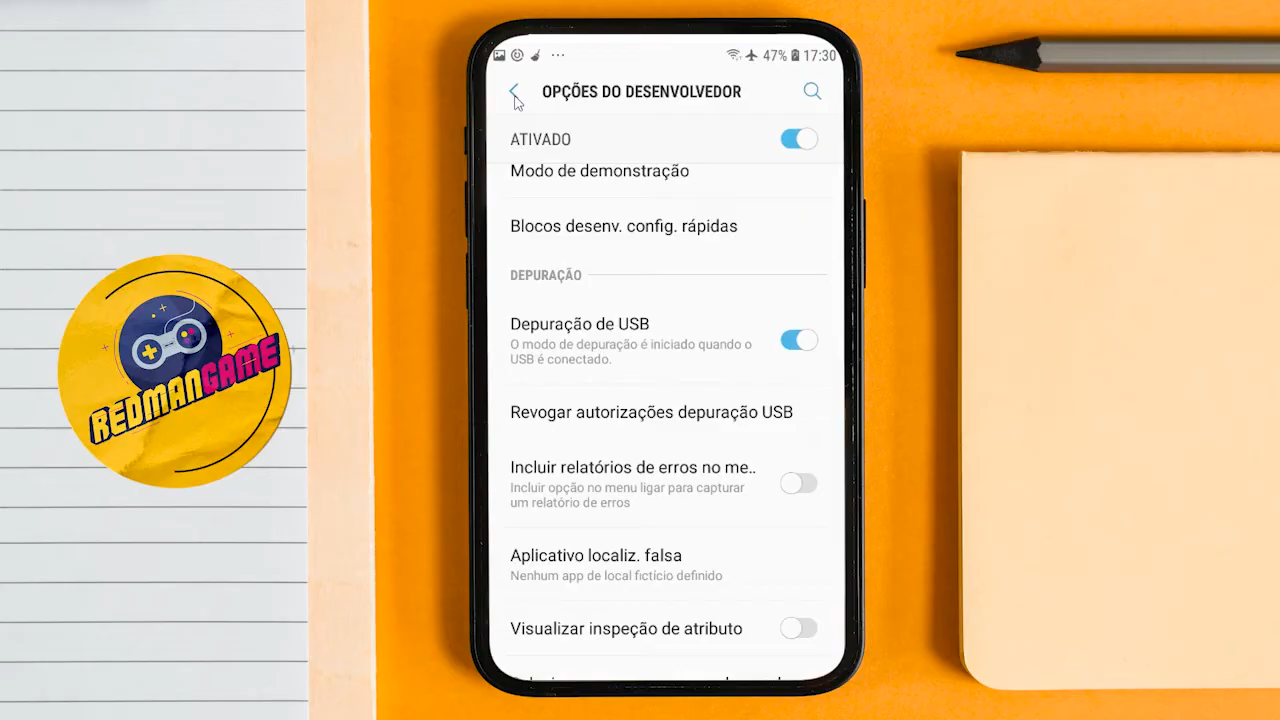 47% 17:30
OPÇÕES DO DESENVOLVEDOR
ATIVADO
Modo de demonstração
Blocos desenv. config. rápidas
DEPURAÇÃO
Depuração de USB
O modo de depuração é iniciado quando o
USB é conectado.
Revogar autorizações depuração USB
Incluir relatórios de erros no me..
Incluir opção no menu ligar para capturar
um relatório de erros
Aplicativo localiz. falsa
Nenhum app de local fictício definido
Visualizar inspeção de atributo
REDMANGAME